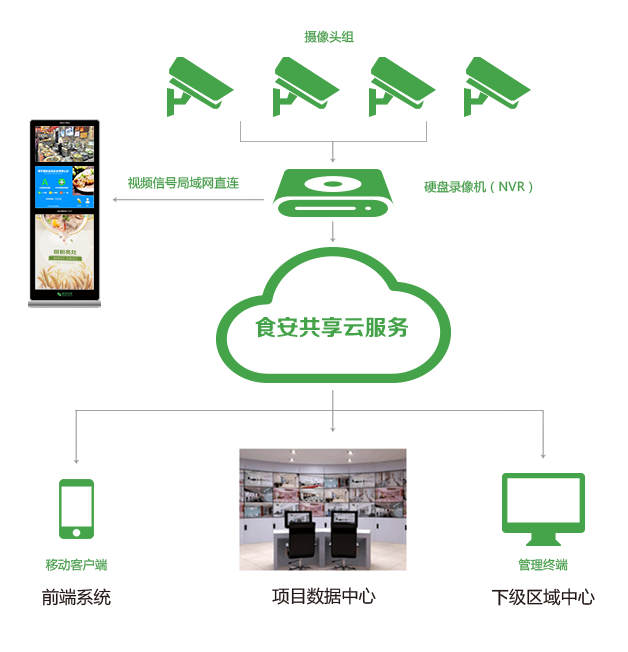 摄像头组
视频信号局域网直连
硬盘录像机（NVR）
食安共享云服务
移动客户端
管理终端
前端系统
项目数据中心
下级区域中心